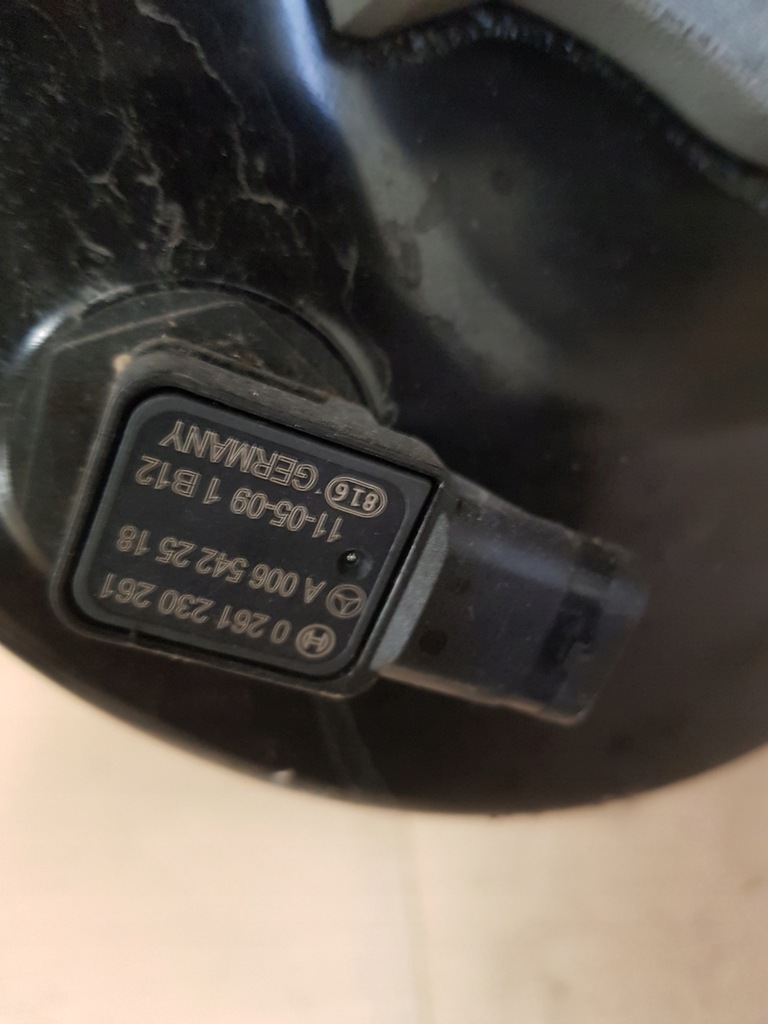 0 261 230 261
A 006 542 25 18
11-05-09 1 B12
816 GERMANY